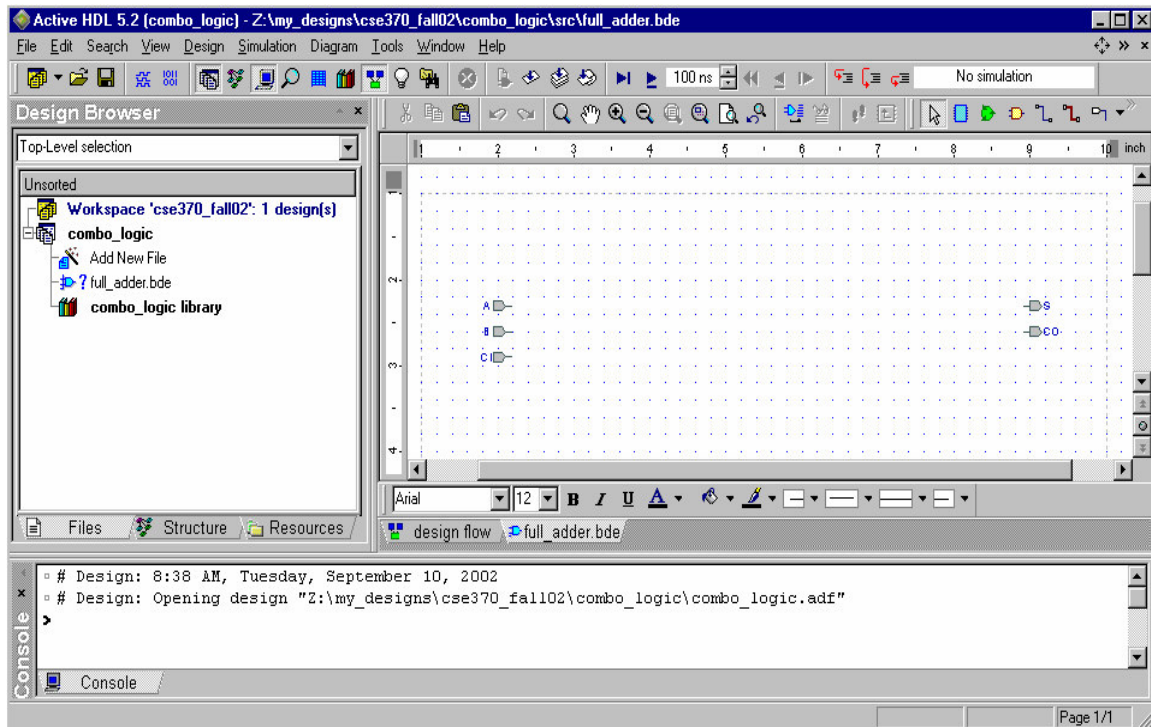 Active HDL 5.2 (combo_logic) - Z:\my_designs\cse370_fall02\combo_logic\src\full_adder.bde
File Edit Search View Design Simulation Diagram Tools Window Help
100 ns No simulation
Design Browser
Top-Level selection
Unsorted
Workspace 'cse370_fall02': 1 design(s)
combo_logic
Add New File
? full_adder.bde
combo_logic library
Files Structure Resources
1 2 3 4 5 6 7 8 9 10 inch
1
2
3
4
A
B
CI
S
CO
Arial 12 B I U A
design flow full_adder.bde
Console
# Design: 8:38 AM, Tuesday, September 10, 2002
# Design: Opening design "Z:\my_designs\cse370_fall02\combo_logic\combo_logic.adf"
>
Console
Page 1/1